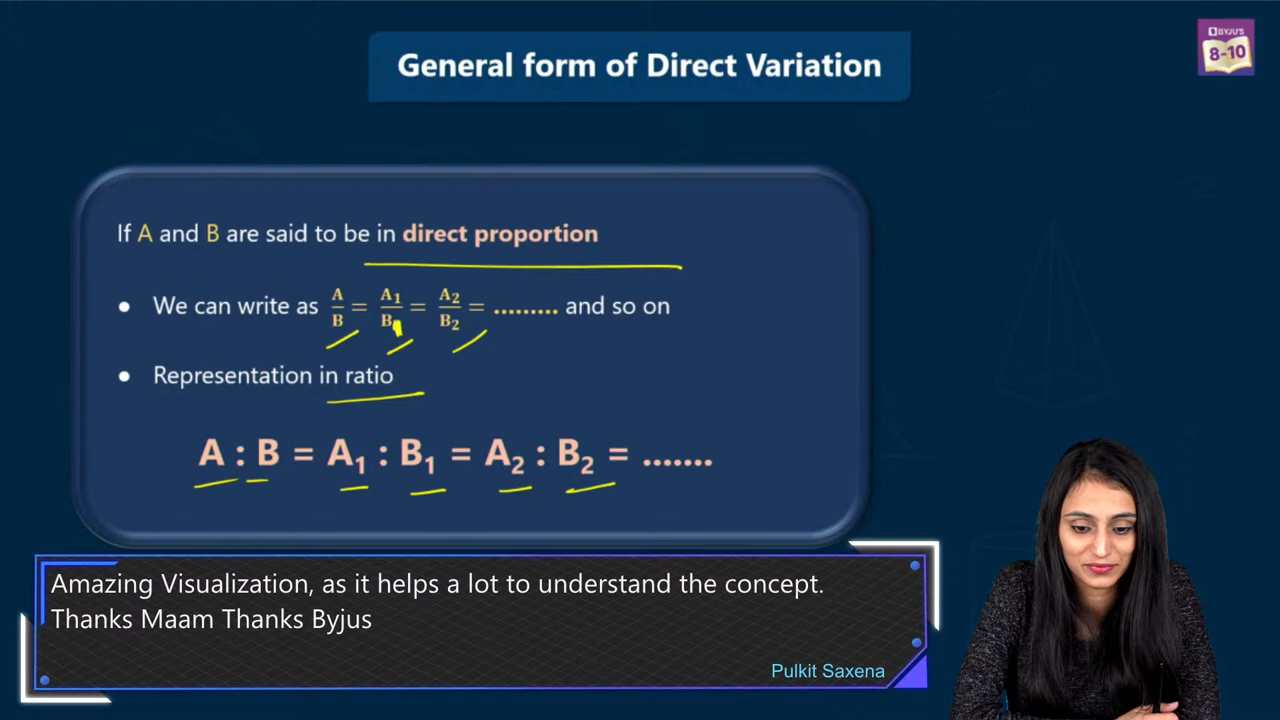 General form of Direct Variation
BYJU'S
8-10
If A and B are said to be in direct proportion
• We can write as A/B = A₁/B = A₂/B₂ = ......... and so on
• Representation in ratio
A : B = A₁ : B₁ = A₂ : B₂ = .......
Amazing Visualization, as it helps a lot to understand the concept.
Thanks Maam Thanks Byjus
Pulkit Saxena